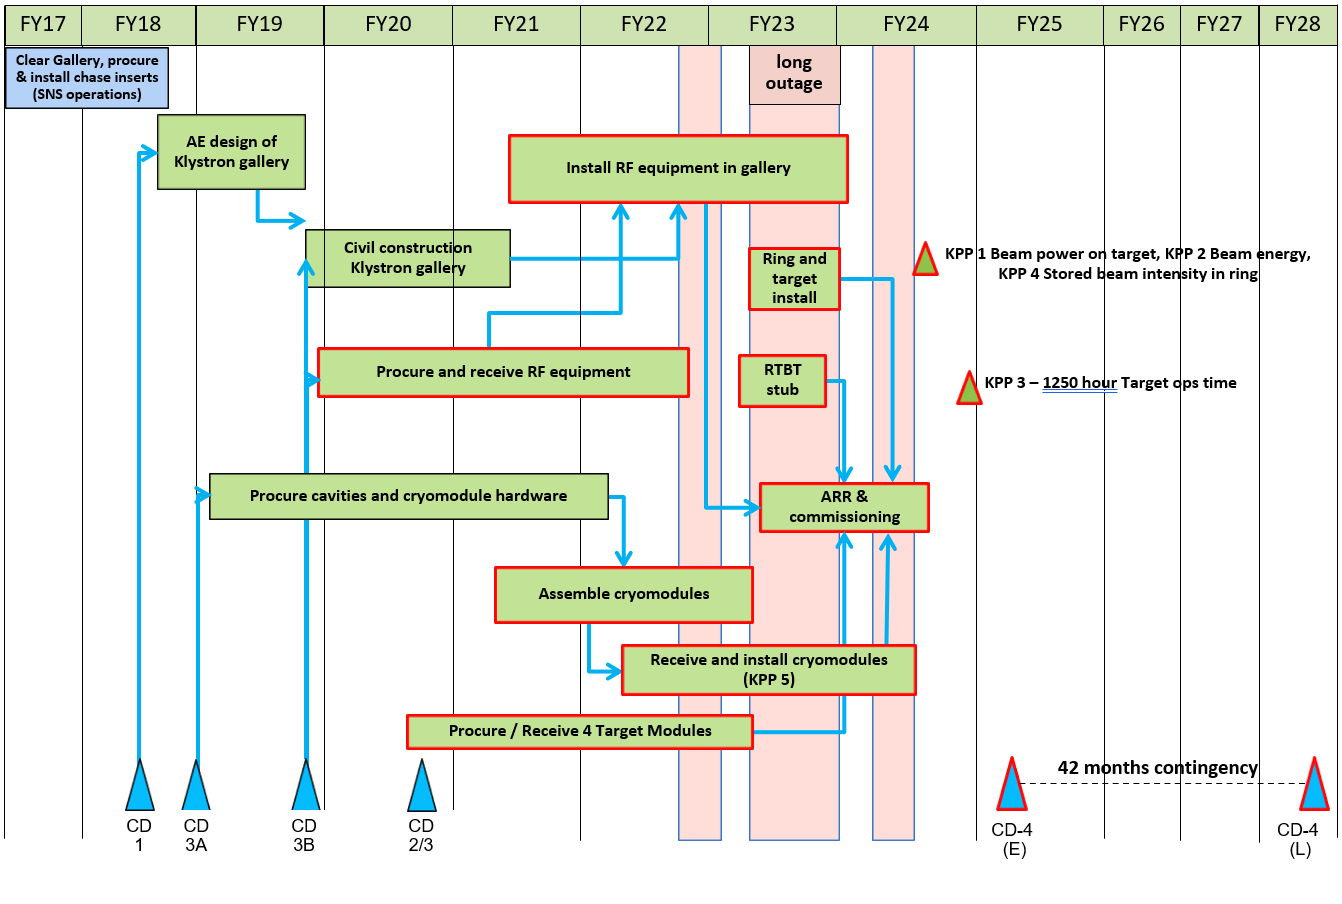 FY17 FY18 FY19 FY20 FY21 FY22 FY23 FY24 FY25 FY26 FY27 FY28
Clear Gallery, procure
& install chase inserts
(SNS operations)
long
outage
AE design of
Klystron gallery
Install RF equipment in gallery
Civil construction
Klystron gallery
Ring and
target
install
KPP 1 Beam power on target, KPP 2 Beam energy,
KPP 4 Stored beam intensity in ring
Procure and receive RF equipment
RTBT
stub
KPP 3 – 1250 hour Target ops time
Procure cavities and cryomodule hardware
ARR &
commissioning
Assemble cryomodules
Receive and install cryomodules
(KPP 5)
Procure / Receive 4 Target Modules
42 months contingency
CD
1
CD
3A
CD
3B
CD
2/3
CD-4
(E)
CD-4
(L)